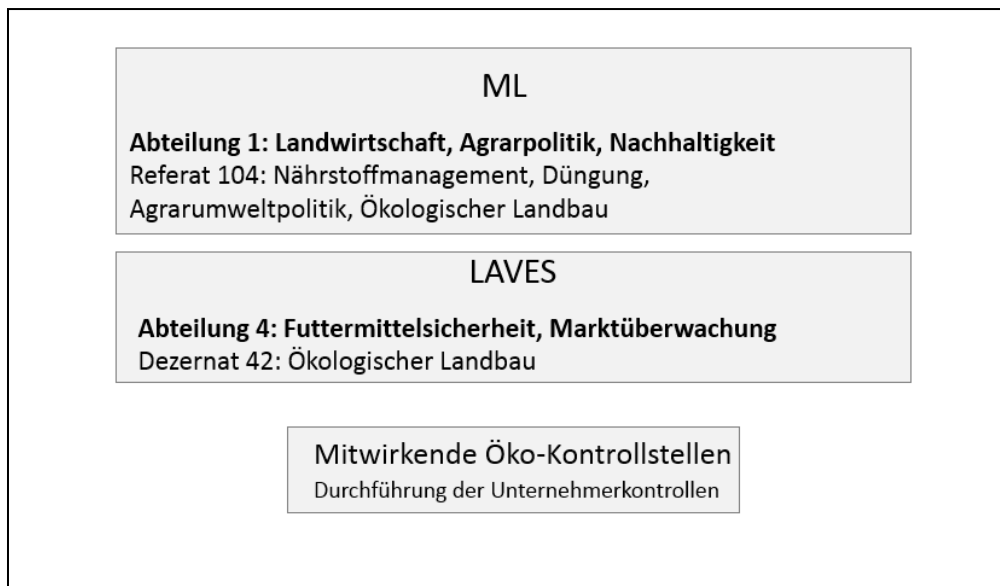 ML
Abteilung 1: Landwirtschaft, Agrarpolitik, Nachhaltigkeit
Referat 104: Nährstoffmanagement, Düngung,
Agrarumweltpolitik, Ökologischer Landbau
LAVES
Abteilung 4: Futtermittelsicherheit, Marktüberwachung
Dezernat 42: Ökologischer Landbau
Mitwirkende Öko-Kontrollstellen
Durchführung der Unternehmerkontrollen